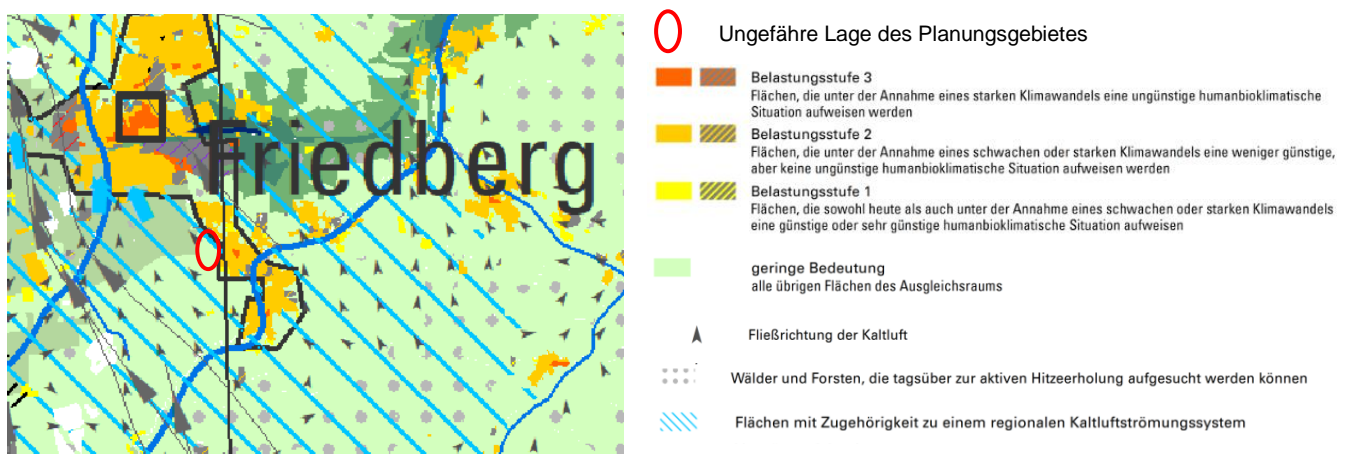 Friedberg
Ungefähre Lage des Planungsgebietes
Belastungsstufe 3
Flächen, die unter der Annahme eines starken Klimawandels eine ungünstige humanbioklimatische
Situation aufweisen werden
Belastungsstufe 2
Flächen, die unter der Annahme eines schwachen oder starken Klimawandels eine weniger günstige,
aber keine ungünstige humanbioklimatische Situation aufweisen werden
Belastungsstufe 1
Flächen, die sowohl heute als auch unter der Annahme eines schwachen oder starken Klimawandels
eine günstige oder sehr günstige humanbioklimatische Situation aufweisen
geringe Bedeutung
alle übrigen Flächen des Ausgleichsraums
Fließrichtung der Kaltluft
Wälder und Forsten, die tagsüber zur aktiven Hitzeerholung aufgesucht werden können
Flächen mit Zugehörigkeit zu einem regionalen Kaltluftströmungssystem